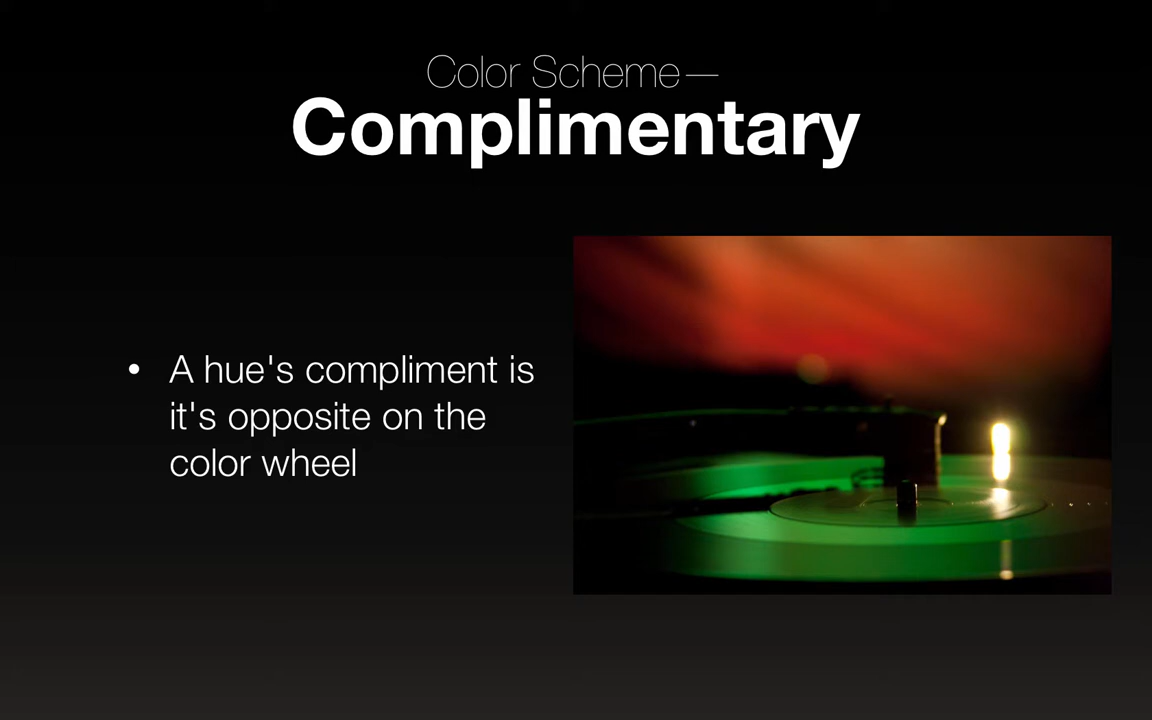 Color Scheme—
Complimentary
• A hue's compliment is
it's opposite on the
color wheel